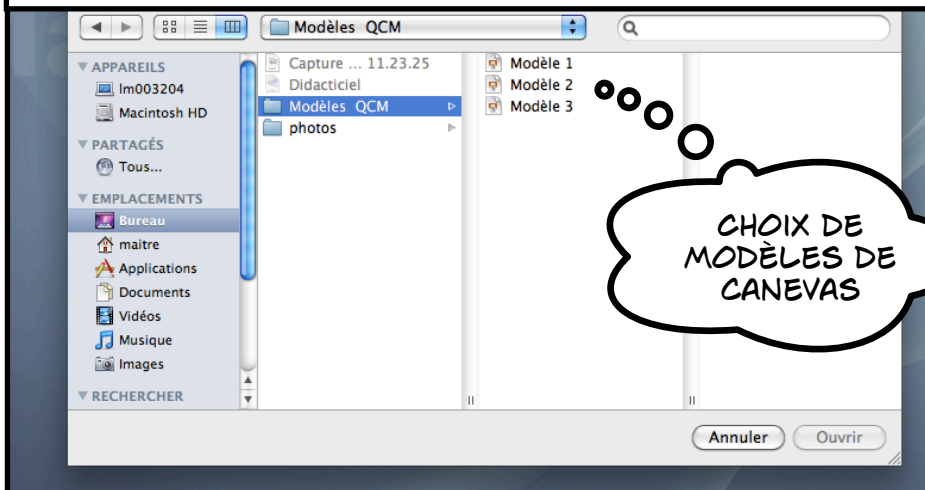 Modèles QCM
APPAREILS
lm003204
Macintosh HD
PARTAGÉS
Tous...
EMPLACEMENTS
Bureau
maitre
Applications
Documents
Vidéos
Musique
Images
RECHERCHER
Capture ... 11.23.25
Didacticiel
Modèles QCM
photos
Modèle 1
Modèle 2
Modèle 3
CHOIX DE
MODÈLES DE
CANEVAS
Annuler
Ouvrir